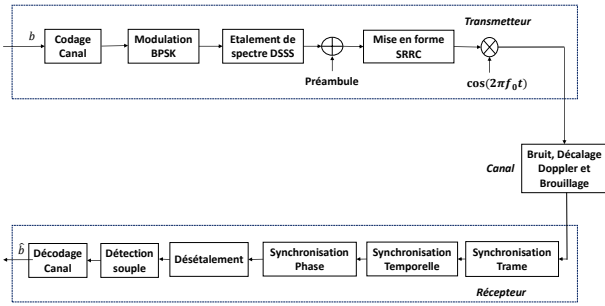 Transmetteur
b
Codage
Canal
Modulation
BPSK
Etalement de
spectre DSSS
Mise en forme
SRRC
Préambule
cos(2πf₀t)
Canal
Bruit, Décalage
Doppler et
Brouillage
b̂
Décodage
Canal
Détection
souple
Désétalement
Synchronisation
Phase
Synchronisation
Temporelle
Synchronisation
Trame
Récepteur